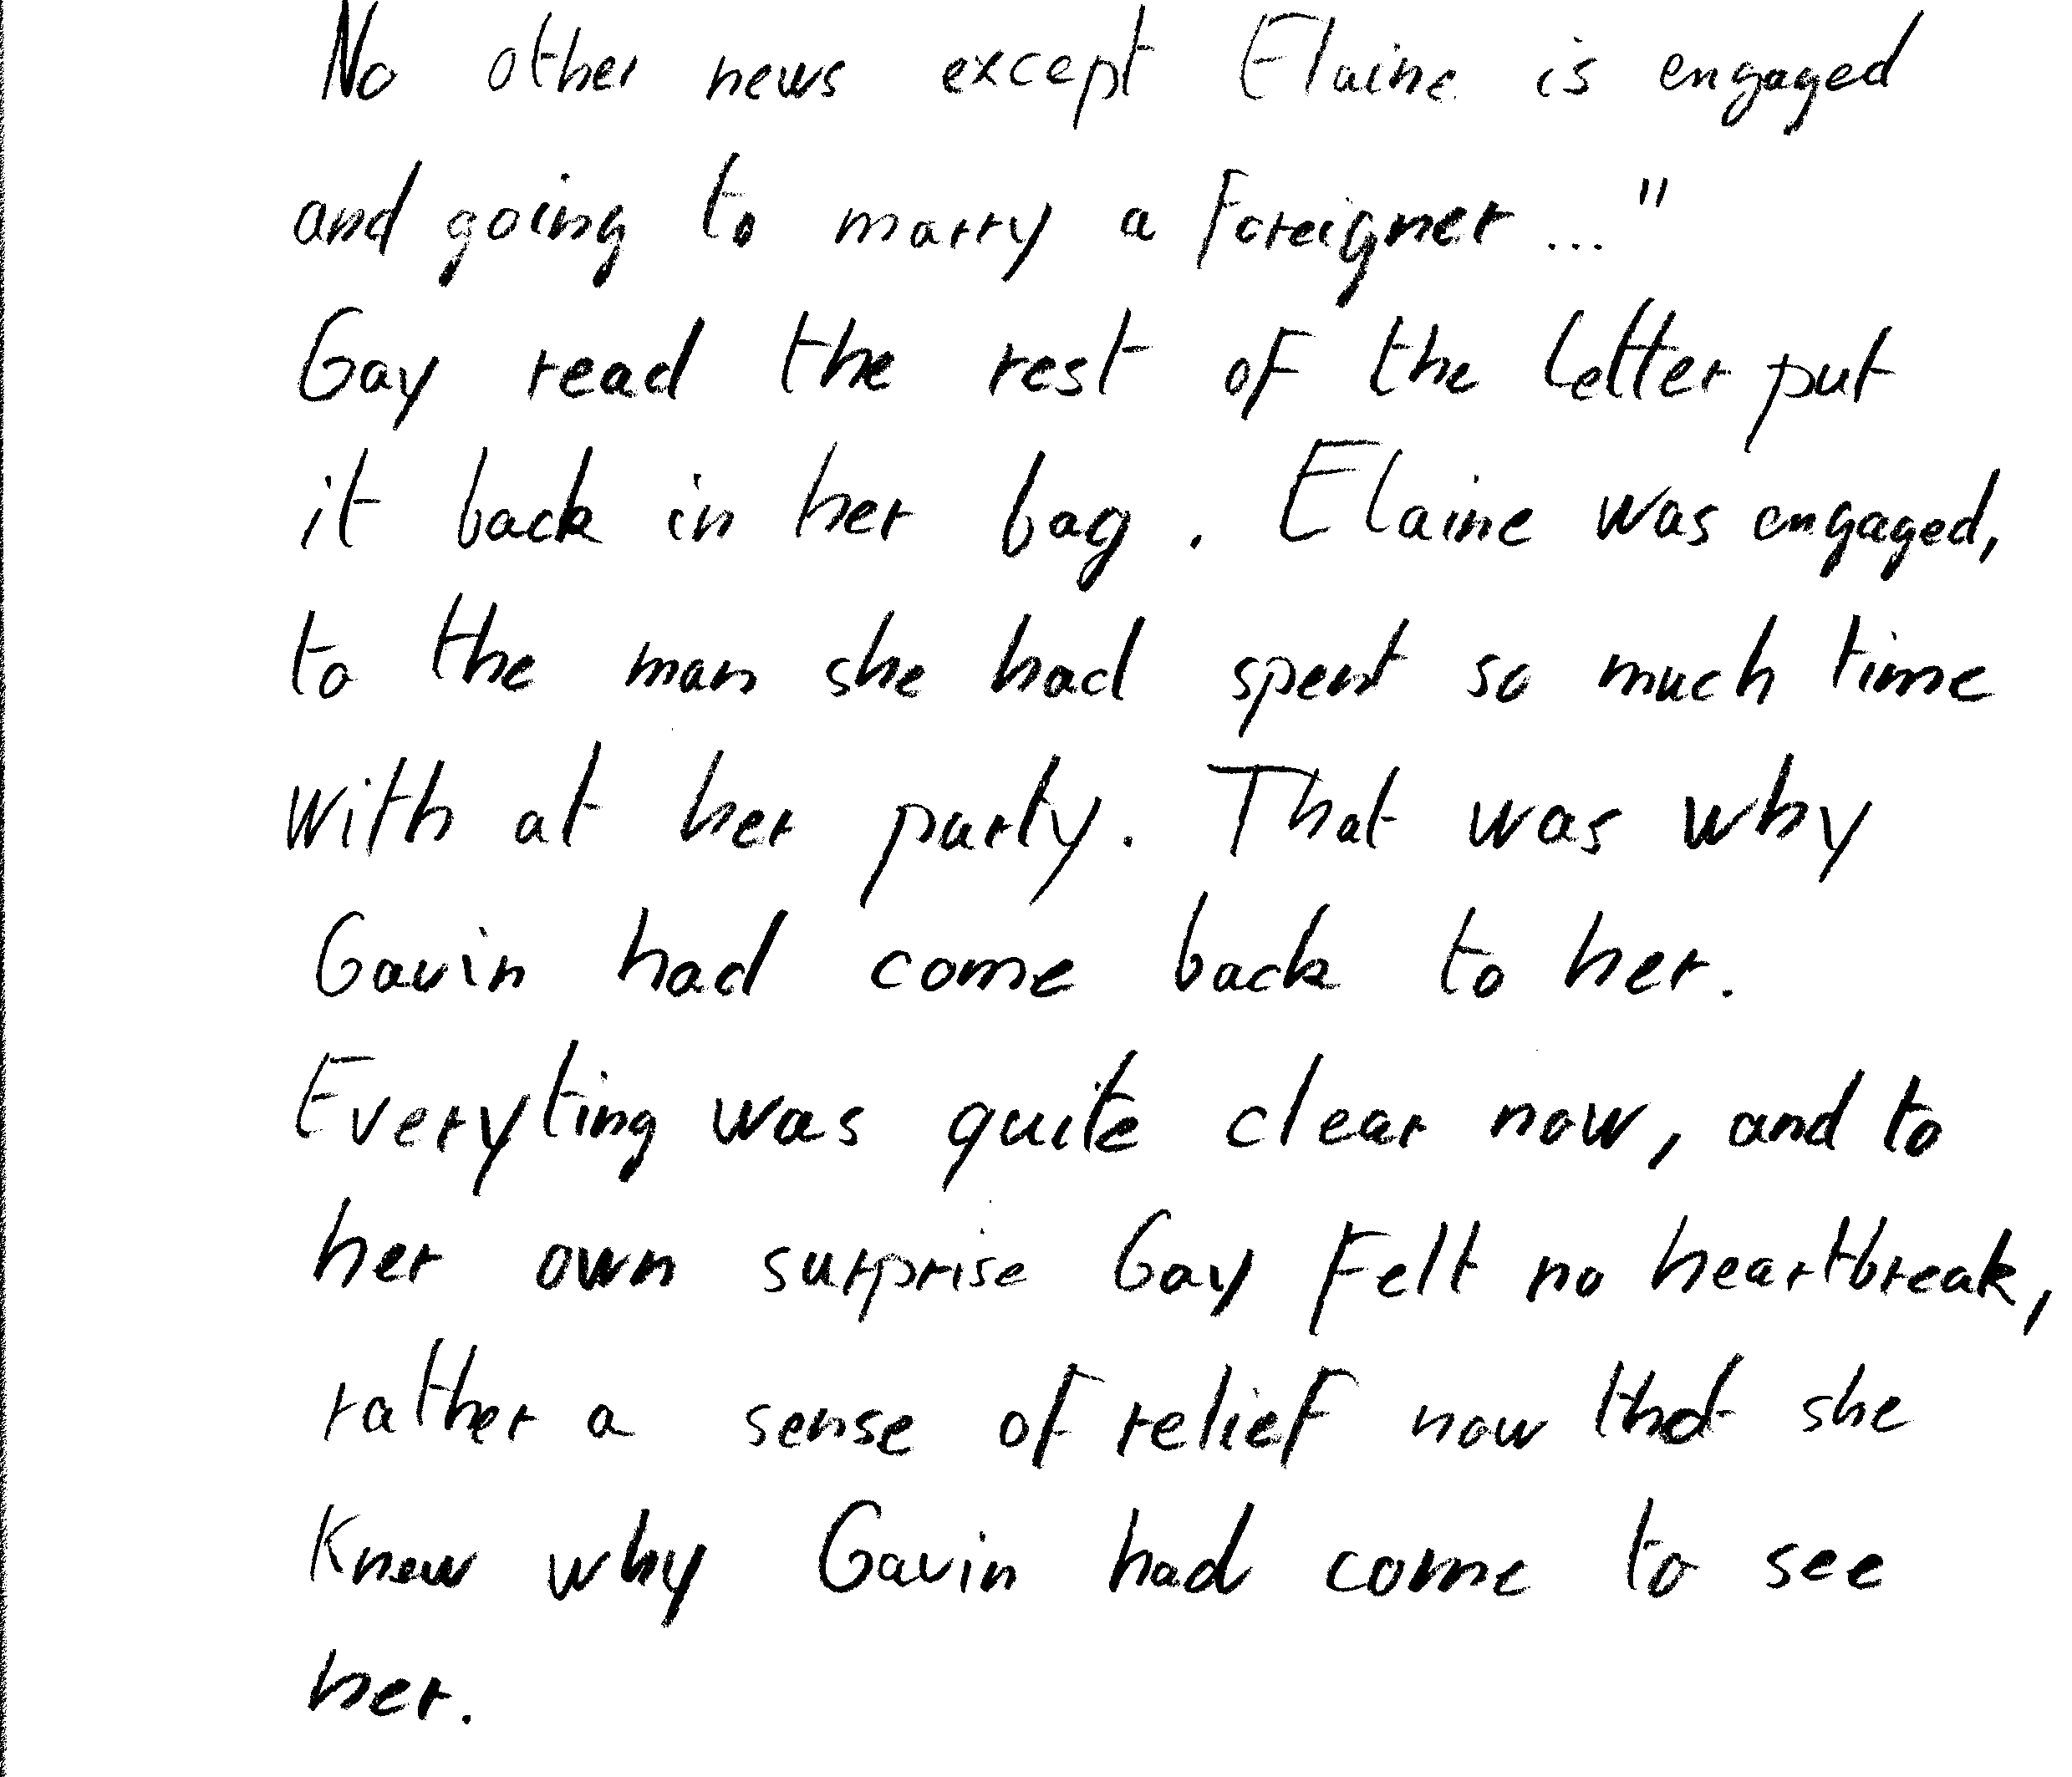 No other news except Elaine is engaged
and going to marry a foreigner ..."
Gay read the rest of the letter put
it back in her bag . Elaine was engaged,
to the man she had spent so much time
with at her party. That was why
Gavin had come back to her.
Everyting was quite clear now, and to
her own surprise Gay felt no heartbreak,
rather a sense of relief now that she
knew why Gavin had come to see
her.